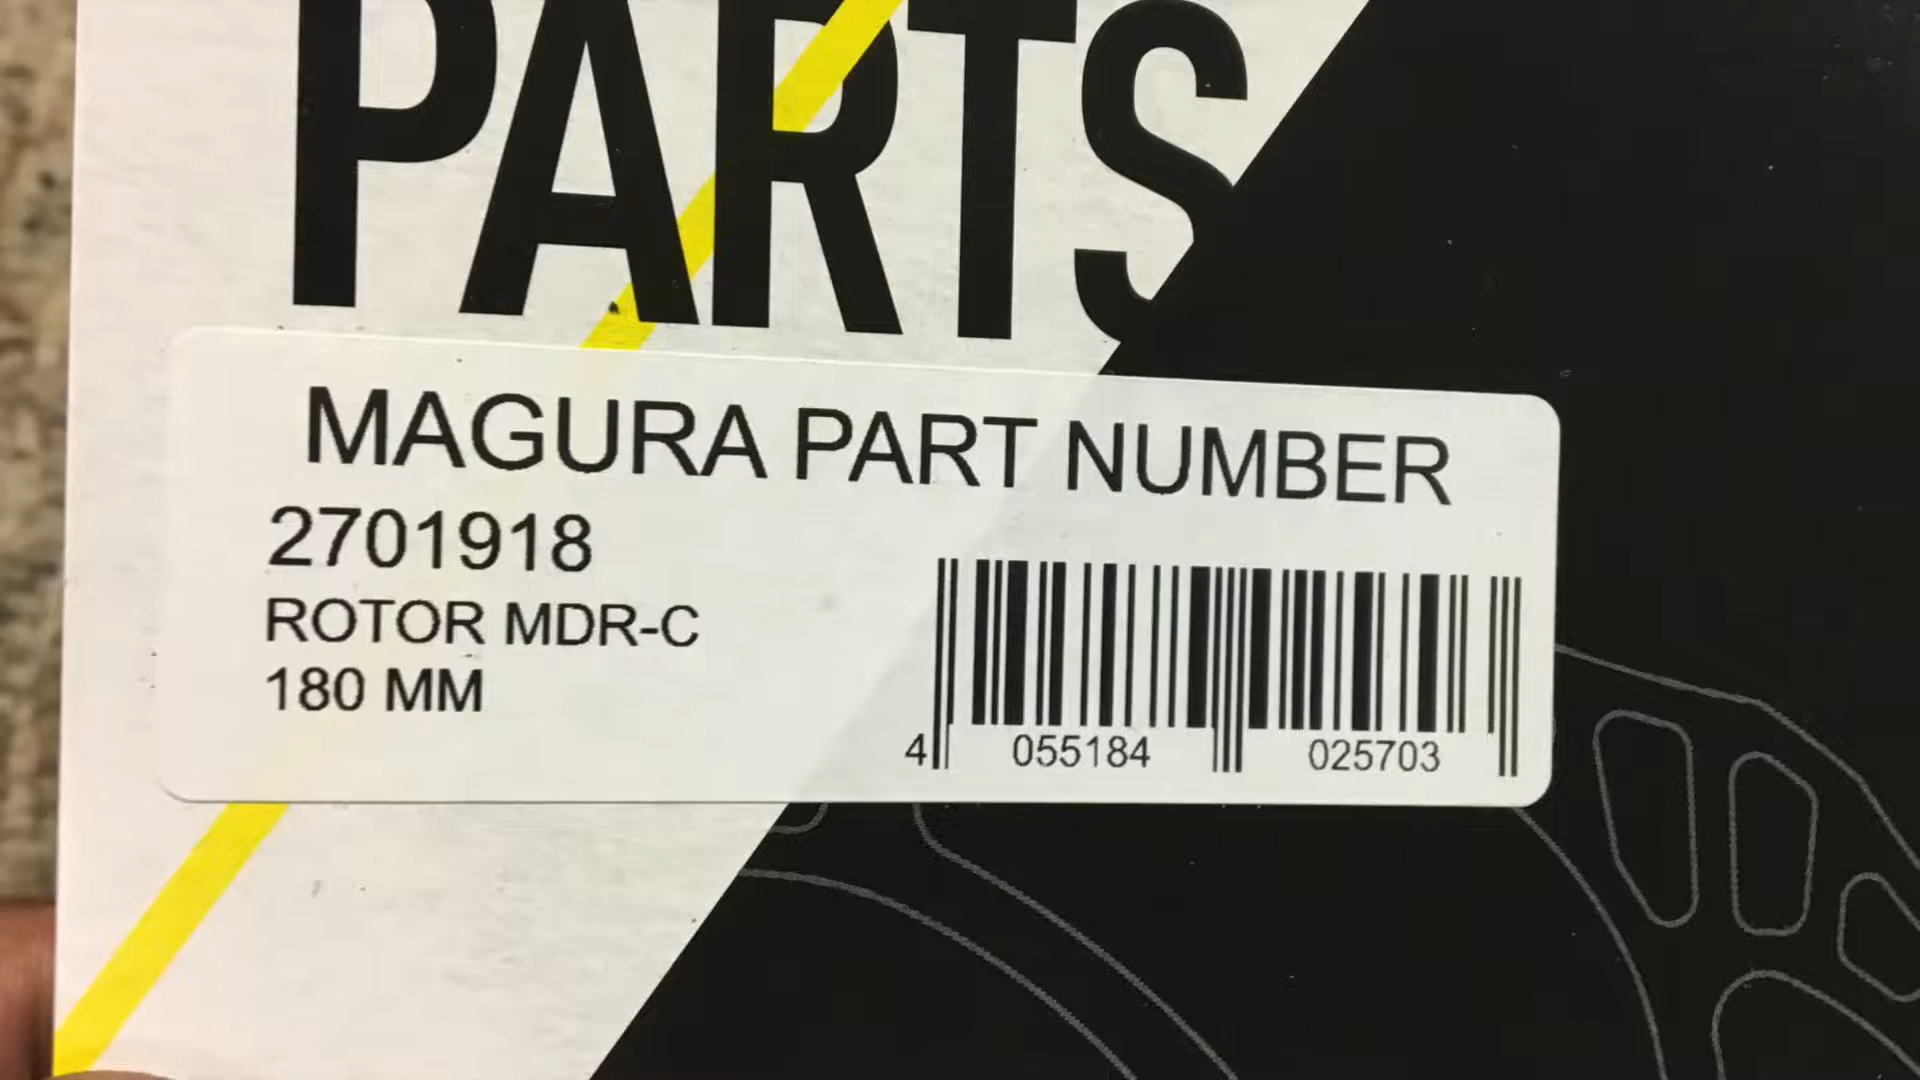 PARTS
MAGURA PART NUMBER
2701918
ROTOR MDR-C
180 MM
4 055184 025703